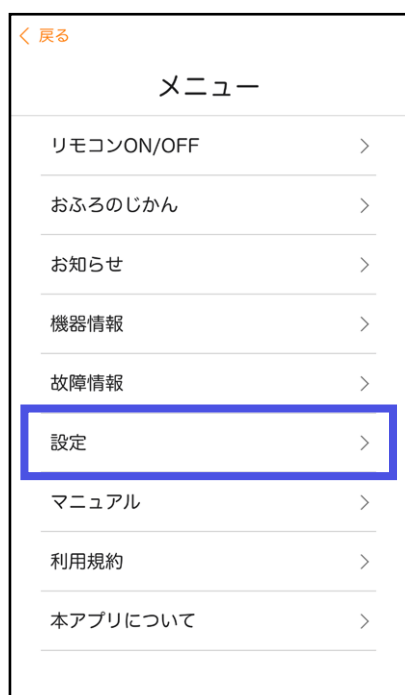 戻る
メニュー
リモコンON/OFF
おふろのじかん
お知らせ
機器情報
故障情報
設定
マニュアル
利用規約
本アプリについて